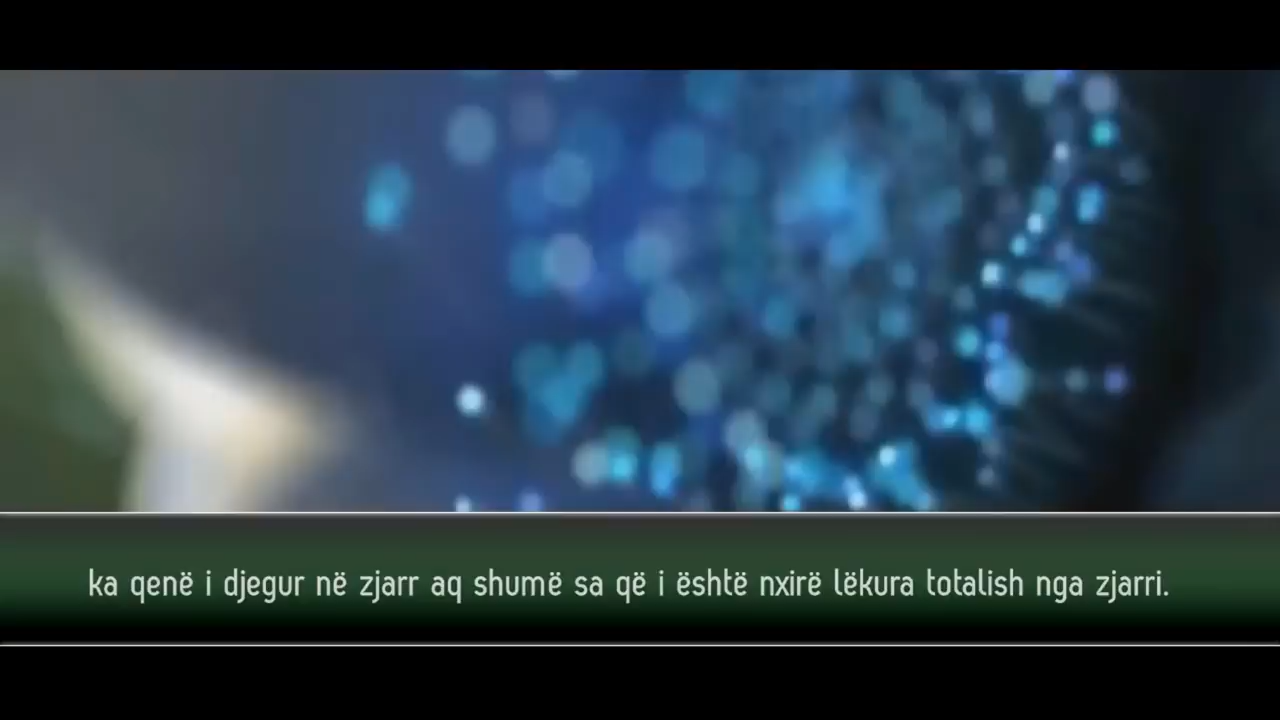 ka qenë i djegur në zjarr aq shumë sa që i është nxirë lëkura totalish nga zjarri.